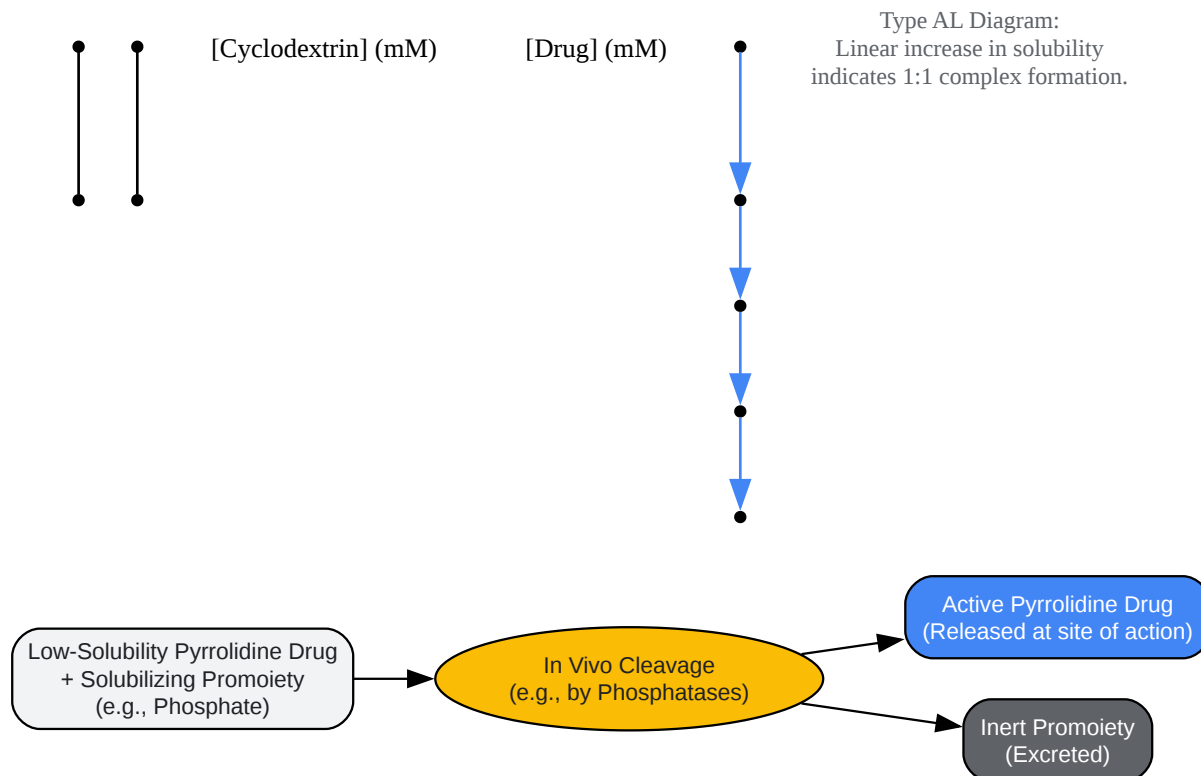 [Cyclodextrin] (mM)
[Drug] (mM)
Type AL Diagram:
Linear increase in solubility
indicates 1:1 complex formation.
Low-Solubility Pyrrolidine Drug
+ Solubilizing Promoiety
(e.g., Phosphate)
In Vivo Cleavage
(e.g., by Phosphatases)
Active Pyrrolidine Drug
(Released at site of action)
Inert Promoiety
(Excreted)